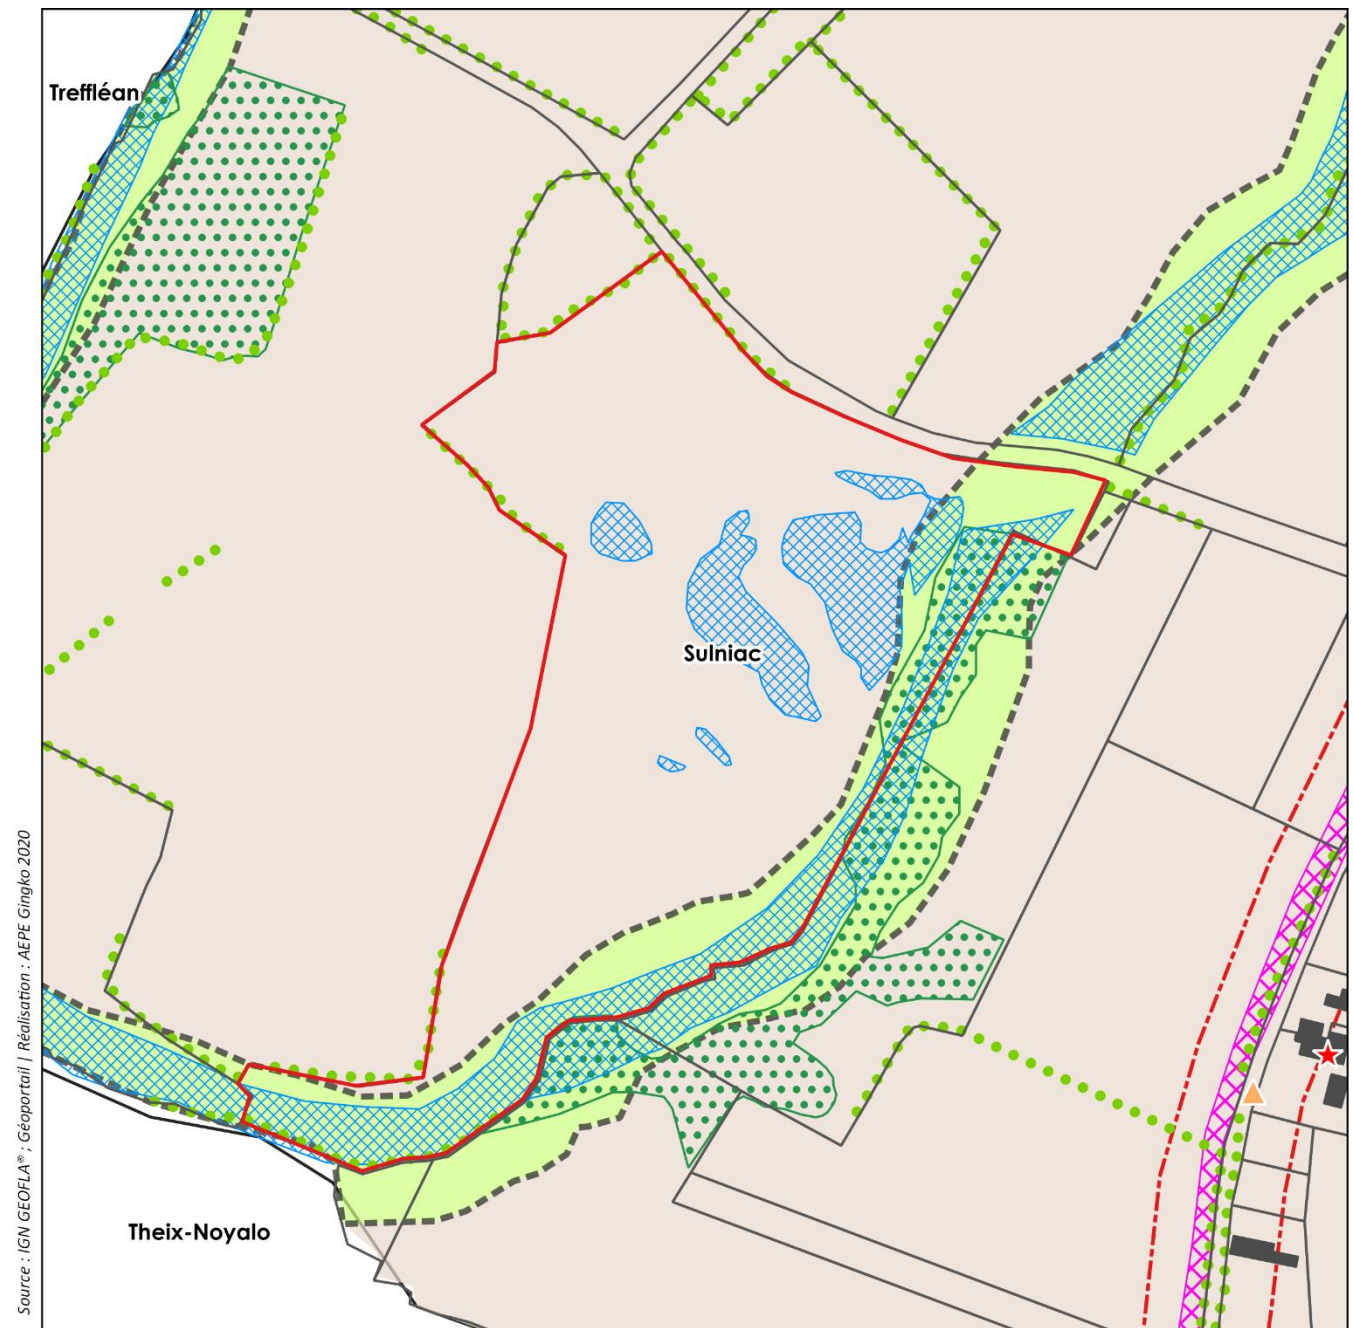 Treffléan
Sulniac
Theix-Noyalo
Source : IGN GEOFLA® ; Géoportail | Réalisation : AEPE Gingko 2020